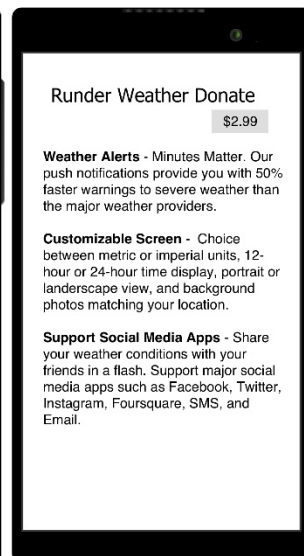 Runder Weather Donate
$2.99
Weather Alerts - Minutes Matter. Our
push notifications provide you with 50%
faster warnings to severe weather than
the major weather providers.
Customizable Screen - Choice
between metric or imperial units, 12-
hour or 24-hour time display, portrait or
landerscape view, and background
photos matching your location.
Support Social Media Apps - Share
your weather conditions with your
friends in a flash. Support major social
media apps such as Facebook, Twitter,
Instagram, Foursquare, SMS, and
Email.